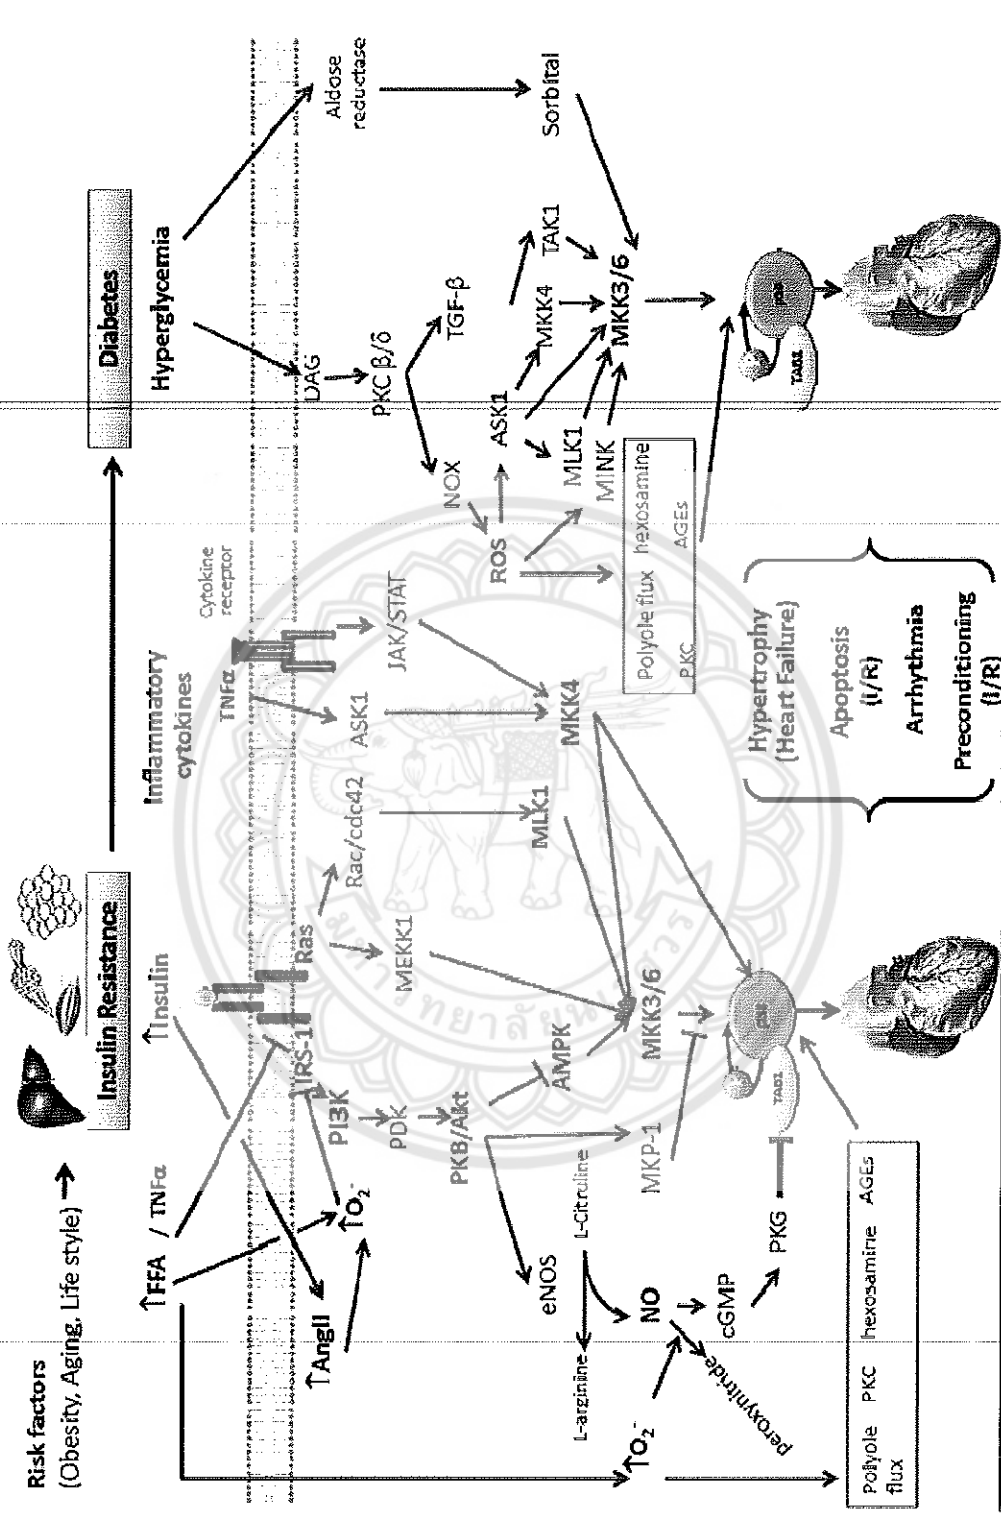 Risk factors
(Obesity, Aging, Life style)
Insulin Resistance
Diabetes
↑FFA / TNFα
↑Insulin
Inflammatory
cytokines
Hyperglycemia
TNFα
Cytokine
receptor
↑AngII
↑O2-
IRS-1
Ras
PI3K
PDK
PKB/Akt
Rac/cdc42
MEKK1
ASK1
JAK/STAT
DAG
PKC β/δ
Aldose
reductase
NOX
TGF-β
ROS
ASK1
eNOS
AMPK
MLK1
MKK4
MLK1
MINK
MKK4
TAK1
Sorbital
L-arginine
L-Citruline
MKP-1
MKK3/6
MKK3/6
↑O2-
NO
peroxynitride
cGMP
PKG
TAB1
p38
Polyole flux hexosamine
PKC AGEs
TAB1
p38
Polyole
flux PKC hexosamine AGEs
Hypertrophy
(Heart Failure)
Apoptosis
(I/R)
Arrhythmia
Preconditioning
(I/R)